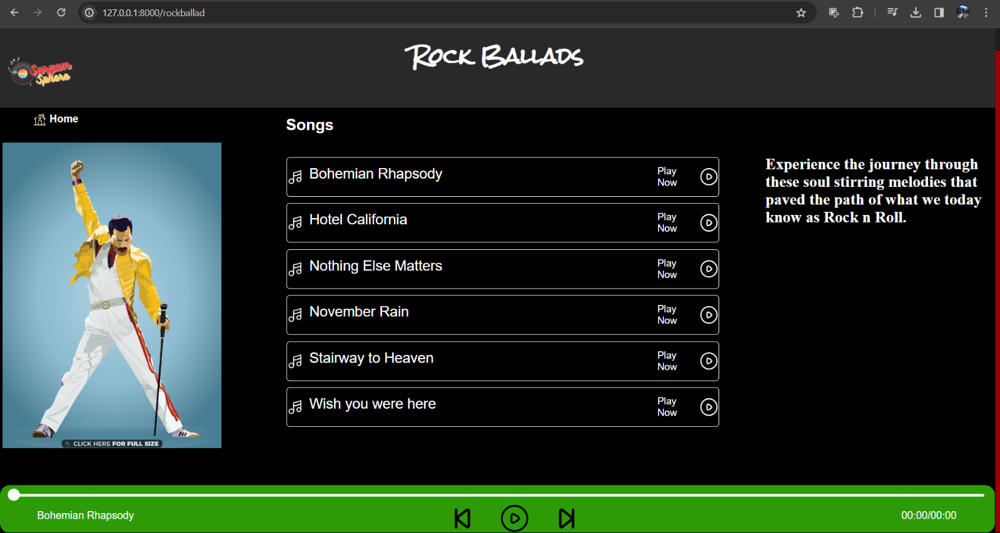 127.0.0.1:8000/rockballad
Rock Ballads
Sargam
Sphere
Home
Songs
Bohemian Rhapsody
Play
Now
Hotel California
Play
Now
Nothing Else Matters
Play
Now
November Rain
Play
Now
Stairway to Heaven
Play
Now
Wish you were here
Play
Now
Experience the journey through
these soul stirring melodies that
paved the path of what we today
know as Rock n Roll.
CLICK HERE FOR FULL SIZE
Bohemian Rhapsody
00:00/00:00